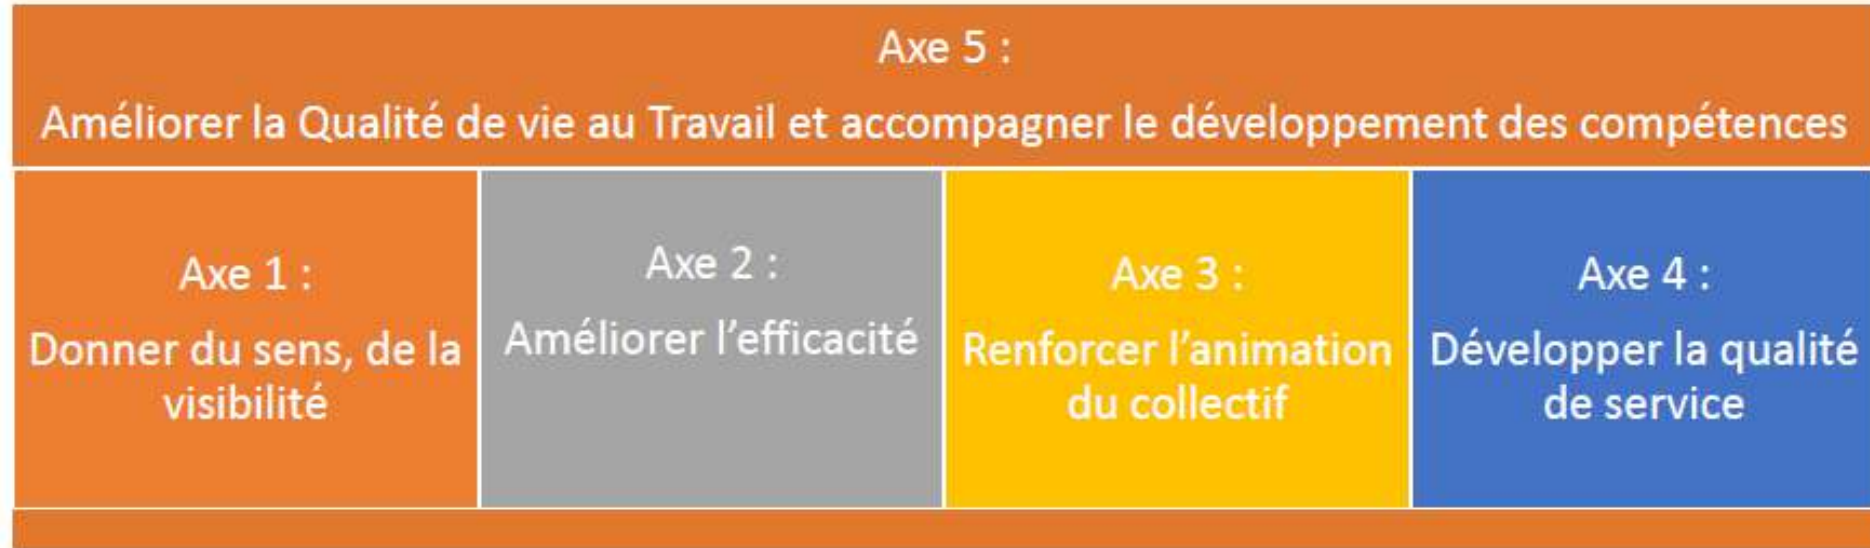 Axe 5 :
Améliorer la Qualité de vie au Travail et accompagner le développement des compétences
Axe 1 :
Donner du sens, de la
visibilité
Axe 2 :
Améliorer l’efficacité
Axe 3 :
Renforcer l’animation
du collectif
Axe 4 :
Développer la qualité
de service